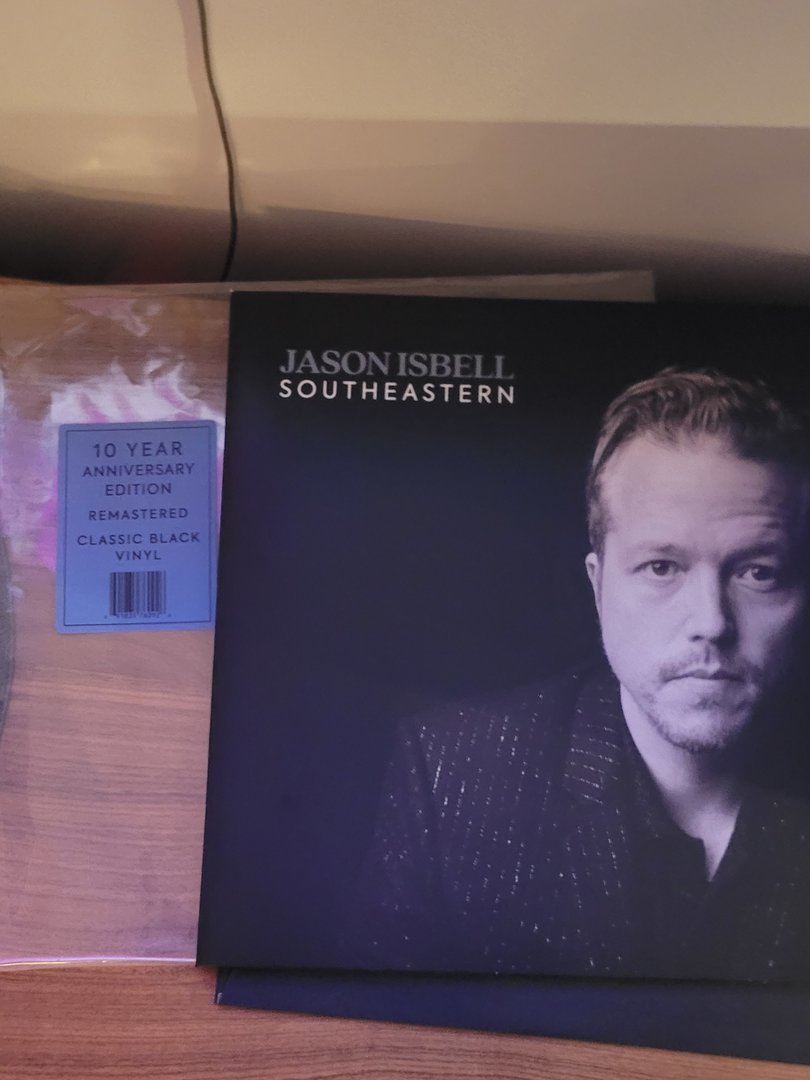 JASON ISBELL
SOUTHEASTERN
10 YEAR
ANNIVERSARY
EDITION
REMASTERED
CLASSIC BLACK
VINYL